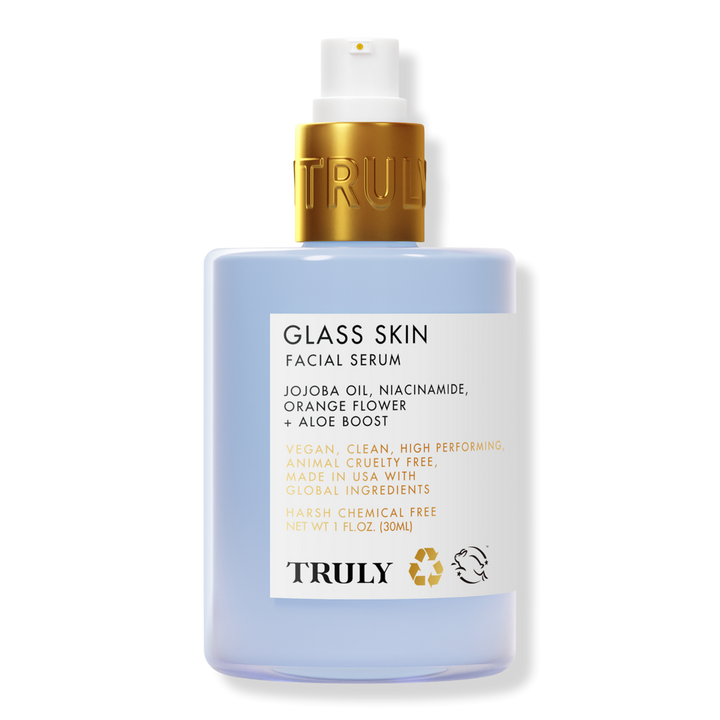 TRULY
GLASS SKIN
FACIAL SERUM
JOJOBA OIL, NIACINAMIDE,
ORANGE FLOWER
+ ALOE BOOST
VEGAN, CLEAN, HIGH PERFORMING,
ANIMAL CRUELTY FREE,
MADE IN USA WITH
GLOBAL INGREDIENTS
HARSH CHEMICAL FREE
NET WT 1 FL.OZ. (30ML)
TRULY